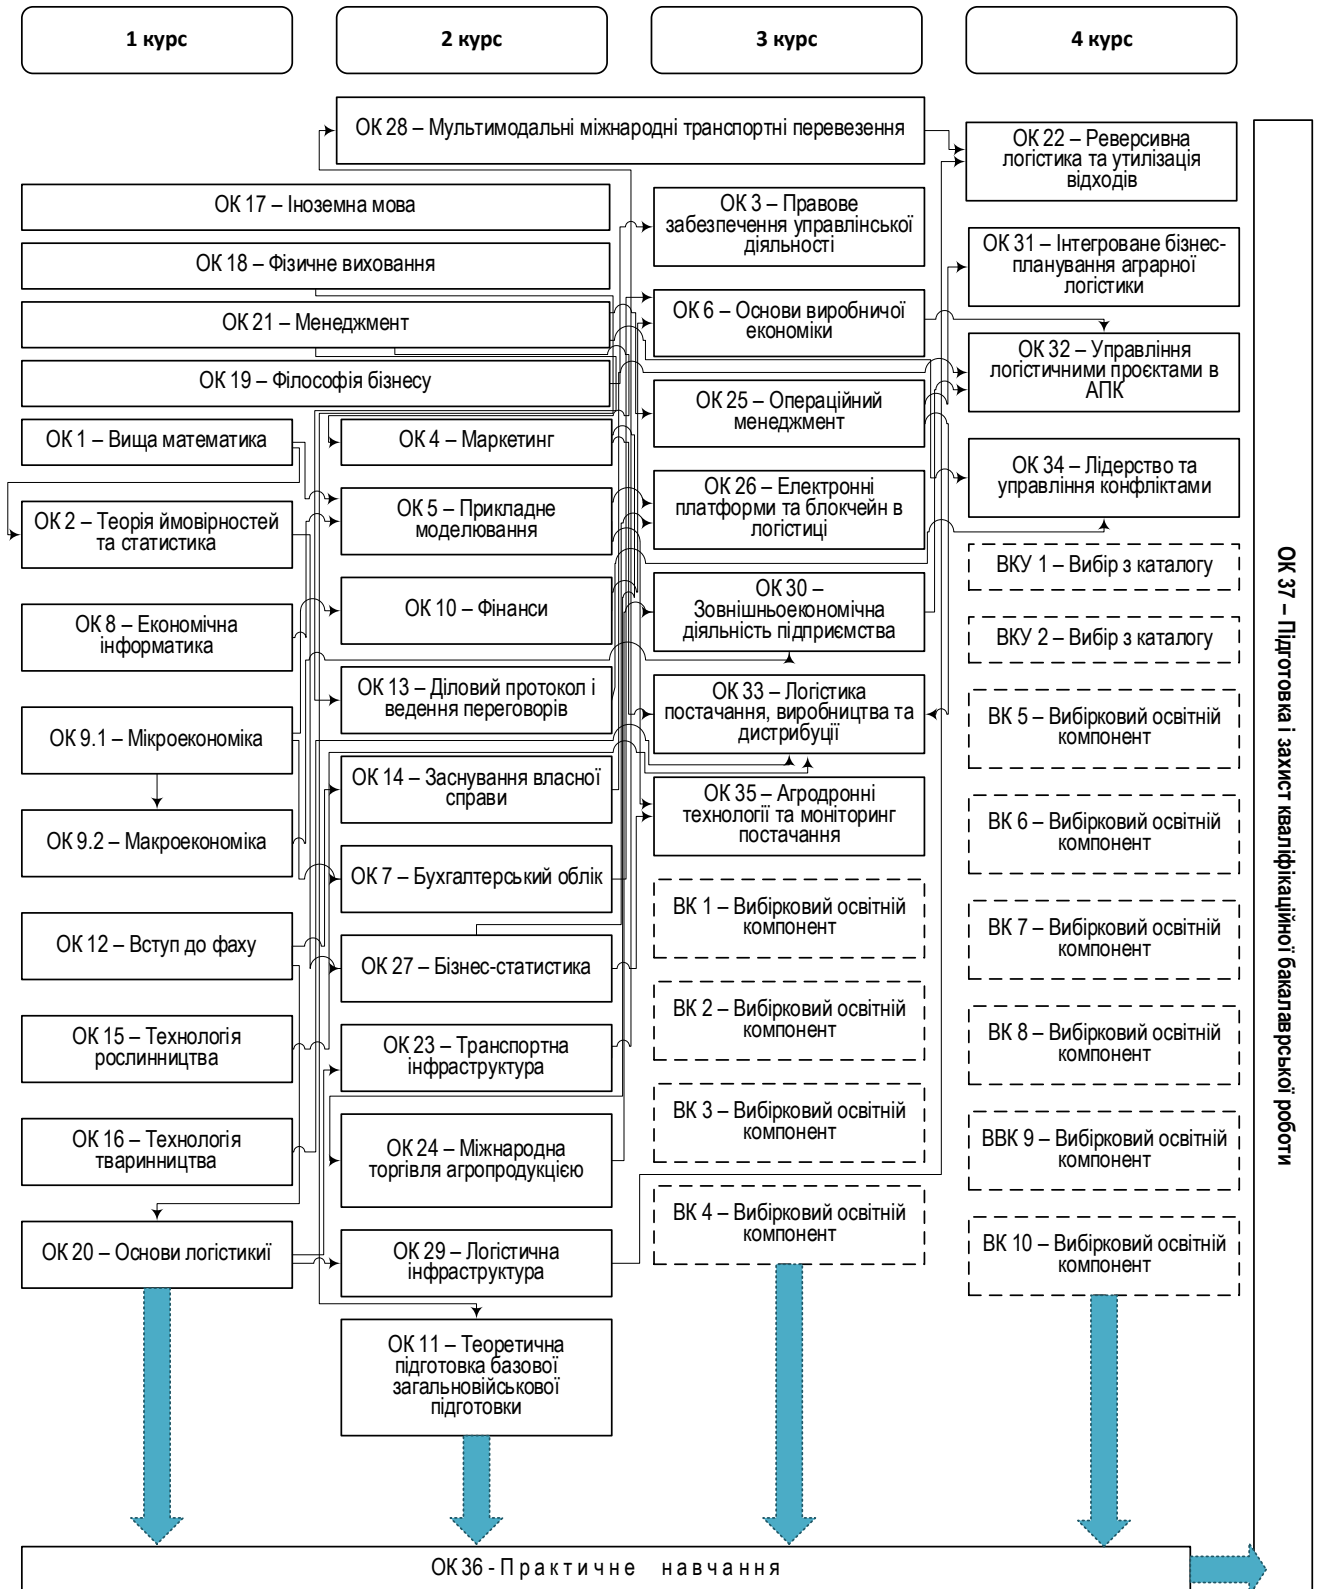 1 курс
2 курс
3 курс
4 курс
ОК 28 – Мультимодальні міжнародні транспортні перевезення
ОК 17 – Іноземна мова
ОК 18 – Фізичне виховання
ОК 21 – Менеджмент
ОК 19 – Філософія бізнесу
ОК 1 – Вища математика
ОК 2 – Теорія ймовірностей
та статистика
ОК 8 – Економічна
інформатика
ОК 9.1 – Мікроекономіка
ОК 9.2 – Макроекономіка
ОК 12 – Вступ до фаху
ОК 15 – Технологія
рослинництва
ОК 16 – Технологія
тваринництва
ОК 20 – Основи логістикиї
ОК 4 – Маркетинг
ОК 5 – Прикладне
моделювання
ОК 10 – Фінанси
ОК 13 – Діловий протокол і
ведення переговорів
ОК 14 – Заснування власної
справи
ОК 7 – Бухгалтерський облік
ОК 27 – Бізнес-статистика
ОК 23 – Транспортна
інфраструктура
ОК 24 – Міжнародна
торгівля агропродукцією
ОК 29 – Логістична
інфраструктура
ОК 11 – Теоретична
підготовка базової
загальновійськової
підготовки
ОК 3 – Правове
забезпечення управлінської
діяльності
ОК 6 – Основи виробничої
економіки
ОК 25 – Операційний
менеджмент
ОК 26 – Електронні
платформи та блокчейн в
логістиці
ОК 30 –
Зовнішньоекономічна
діяльність підприємства
ОК 33 – Логістика
постачання, виробництва та
дистрибуції
ОК 35 – Агродронні
технології та моніторинг
постачання
ВК 1 – Вибірковий освітній
компонент
ВК 2 – Вибірковий освітній
компонент
ВК 3 – Вибірковий освітній
компонент
ВК 4 – Вибірковий освітній
компонент
ОК 22 – Реверсивна
логістика та утилізація
відходів
ОК 31 – Інтегроване бізнес-
планування аграрної
логістики
ОК 32 – Управління
логістичними проєктами в
АПК
ОК 34 – Лідерство та
управління конфліктами
ВКУ 1 – Вибір з каталогу
ВКУ 2 – Вибір з каталогу
ВК 5 – Вибірковий освітній
компонент
ВК 6 – Вибірковий освітній
компонент
ВК 7 – Вибірковий освітній
компонент
ВК 8 – Вибірковий освітній
компонент
ВВК 9 – Вибірковий освітній
компонент
ВК 10 – Вибірковий освітній
компонент
ОК 37 – Підготовка і захист кваліфікаційної бакалаврської роботи
ОК 36 - Практичне навчання